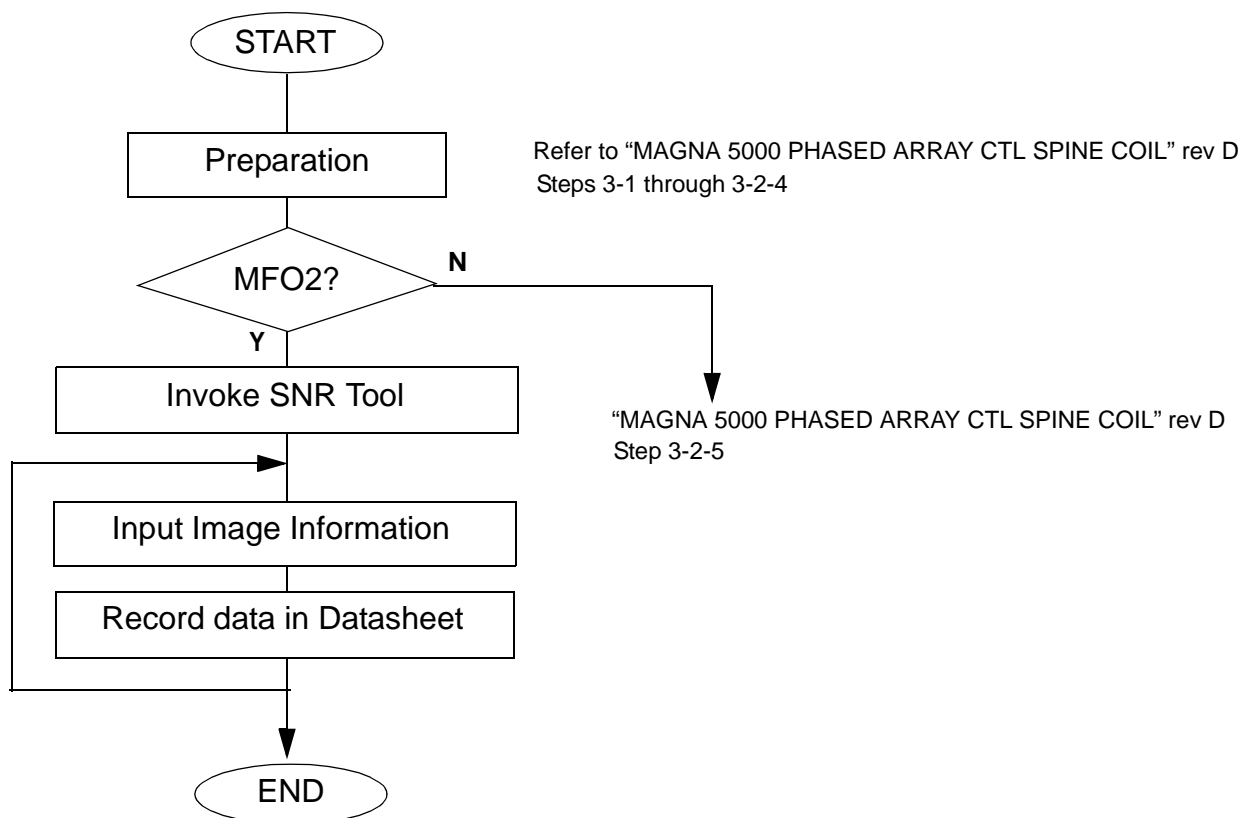 START
Preparation
Refer to “MAGNA 5000 PHASED ARRAY CTL SPINE COIL” rev D
Steps 3-1 through 3-2-4
MFO2?
N
Y
Invoke SNR Tool
“MAGNA 5000 PHASED ARRAY CTL SPINE COIL” rev D
Step 3-2-5
Input Image Information
Record data in Datasheet
END